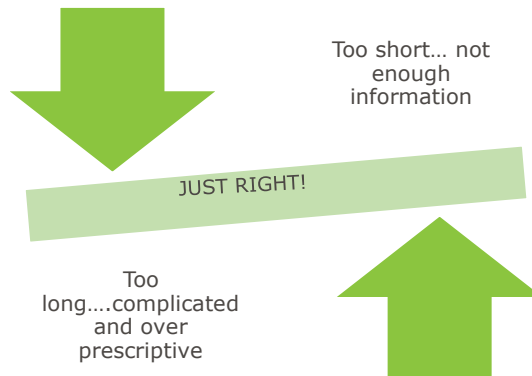 Too short... not
enough
information
JUST RIGHT!
Too
long....complicated
and over
prescriptive